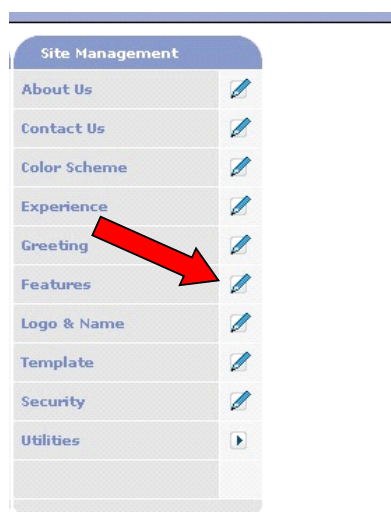 Site Management
About Us
Contact Us
Color Scheme
Experience
Greeting
Features
Logo & Name
Template
Security
Utilities